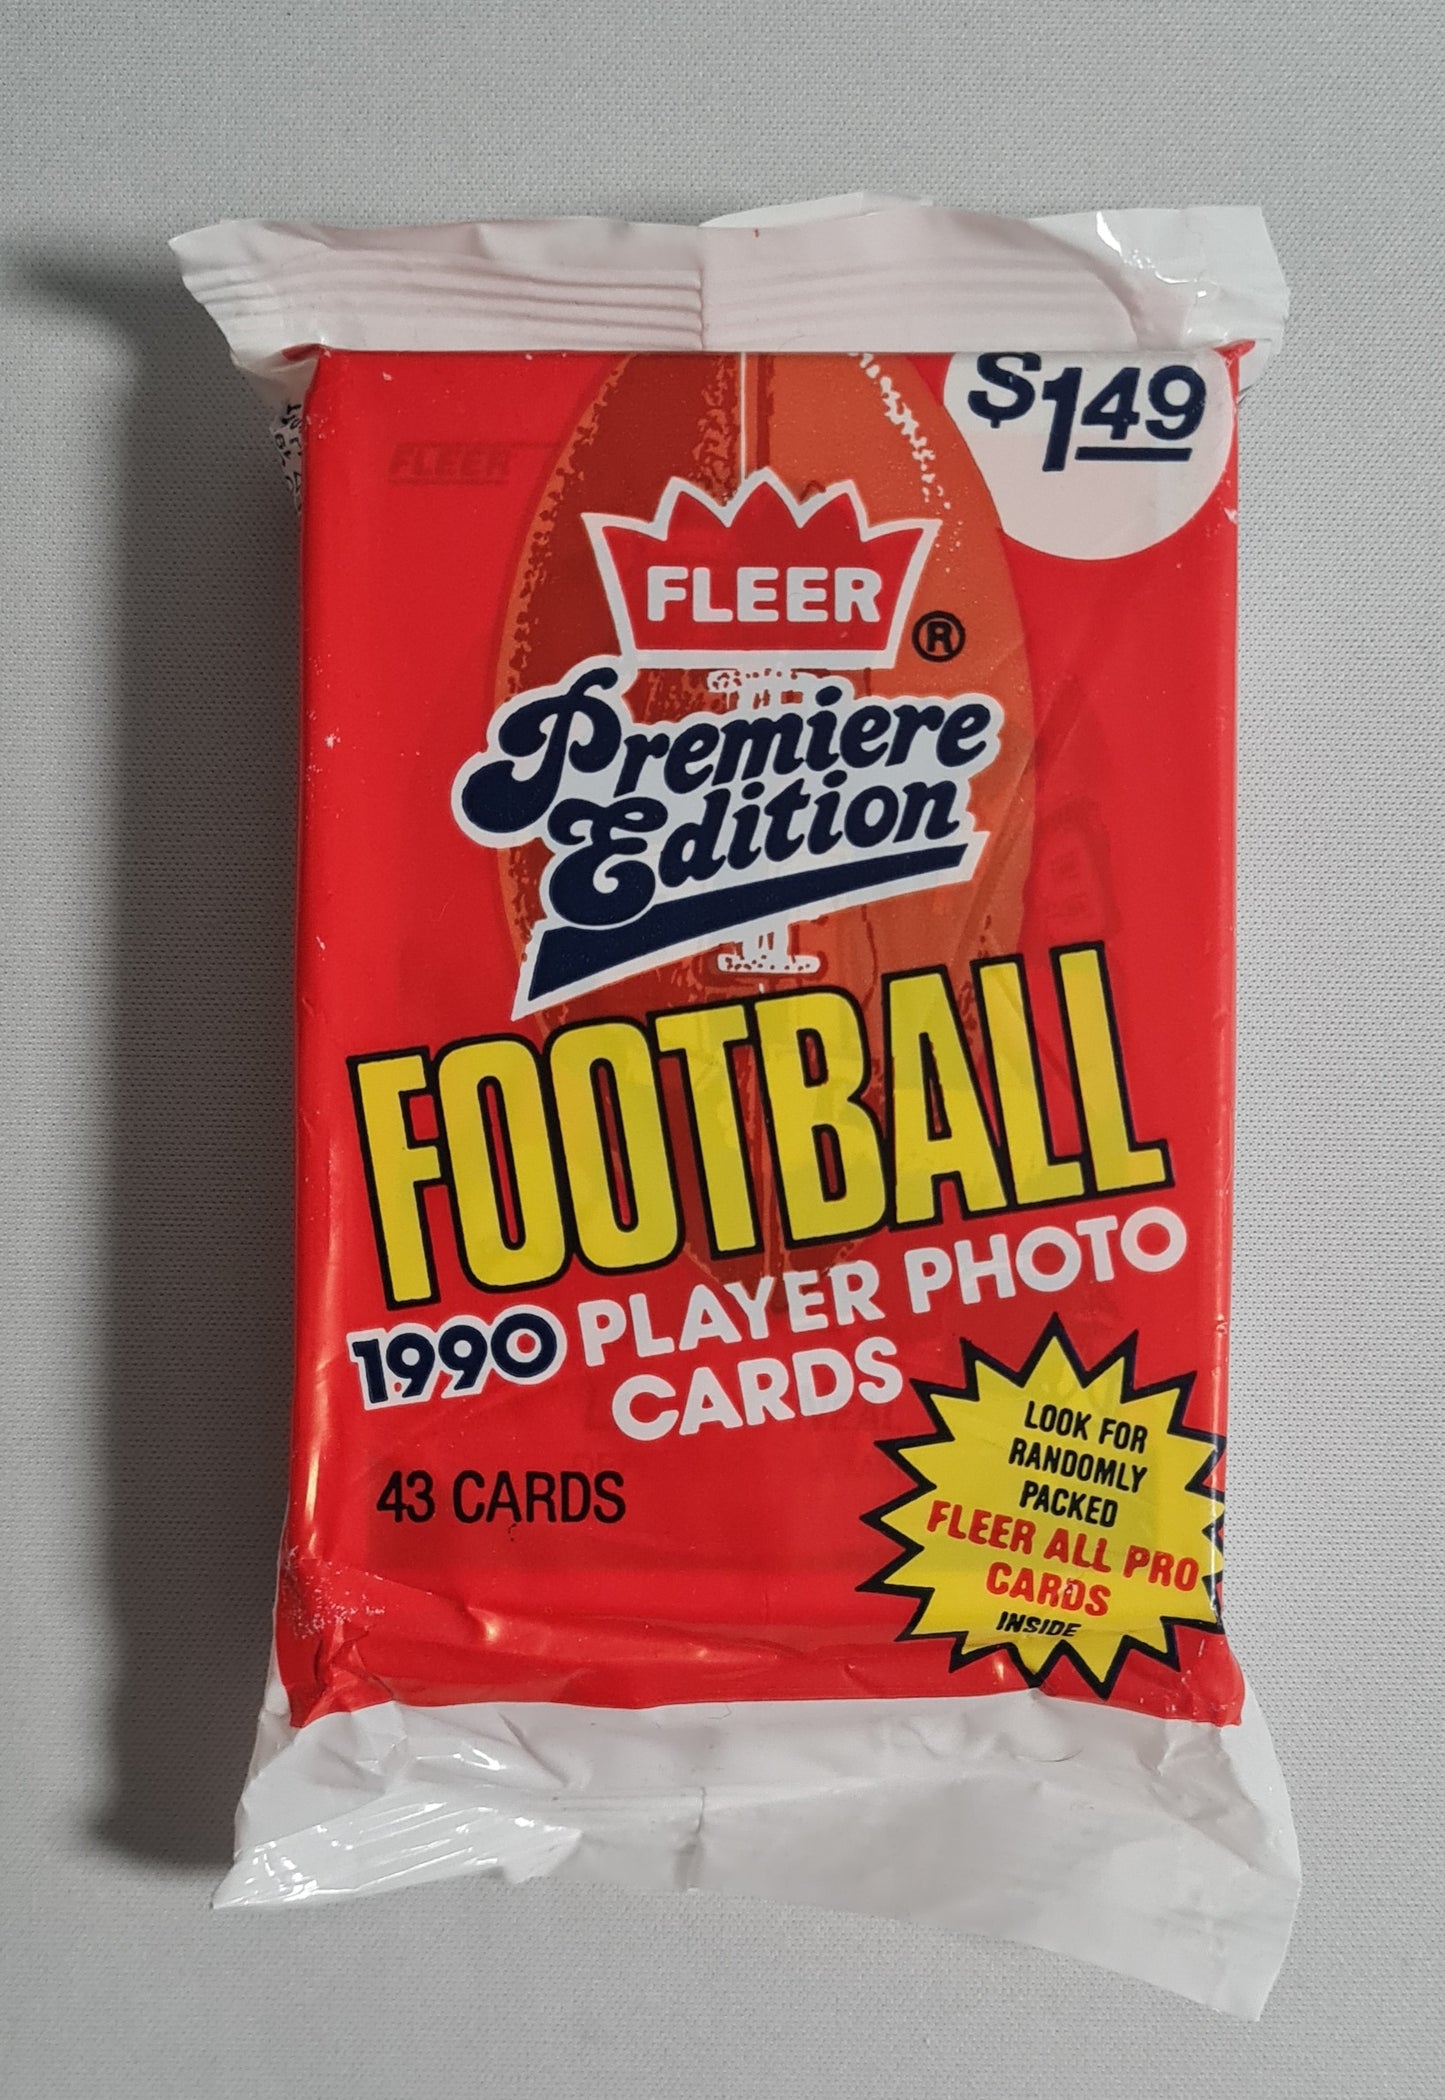 $1.49
FLEER
FLEER
®
Premiere
Edition
FOOTBALL
1990 PLAYER PHOTO
CARDS
43 CARDS
LOOK FOR
RANDOMLY
PACKED
FLEER ALL PRO
CARDS
INSIDE